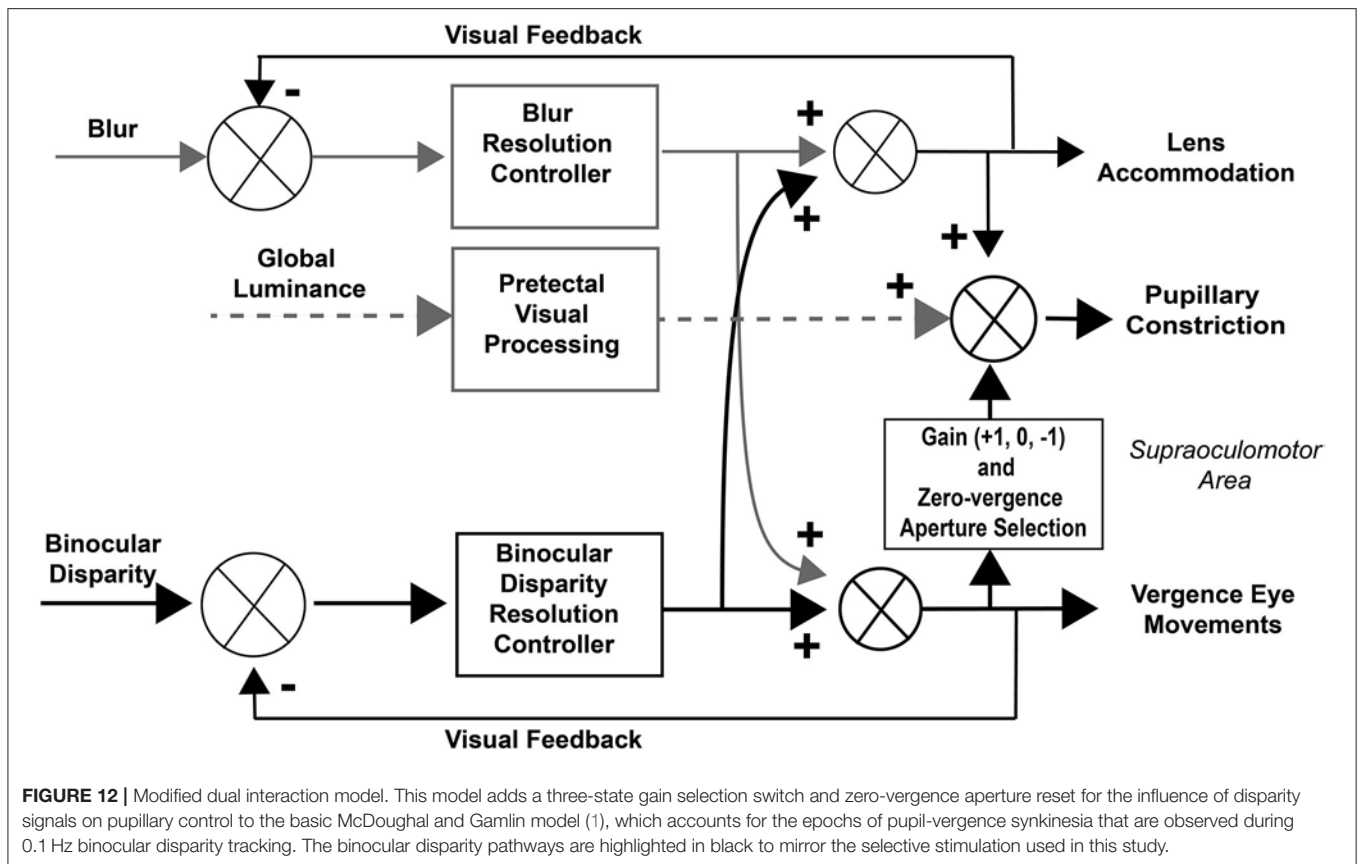 Visual Feedback
-
Blur
Blur
Resolution
Controller
+
+
Lens
Accommodation
+
Global
Luminance
Pretectal
Visual
Processing
+
Pupillary
Constriction
Gain (+1, 0, -1)
and
Zero-vergence
Aperture Selection
Supraoculomotor
Area
Binocular
Disparity
Binocular
Disparity
Resolution
Controller
+
+
Vergence Eye
Movements
-
Visual Feedback
FIGURE 12 | Modified dual interaction model. This model adds a three-state gain selection switch and zero-vergence aperture reset for the influence of disparity
signals on pupillary control to the basic McDoughal and Gamlin model (1), which accounts for the epochs of pupil-vergence synkinesia that are observed during
0.1 Hz binocular disparity tracking. The binocular disparity pathways are highlighted in black to mirror the selective stimulation used in this study.